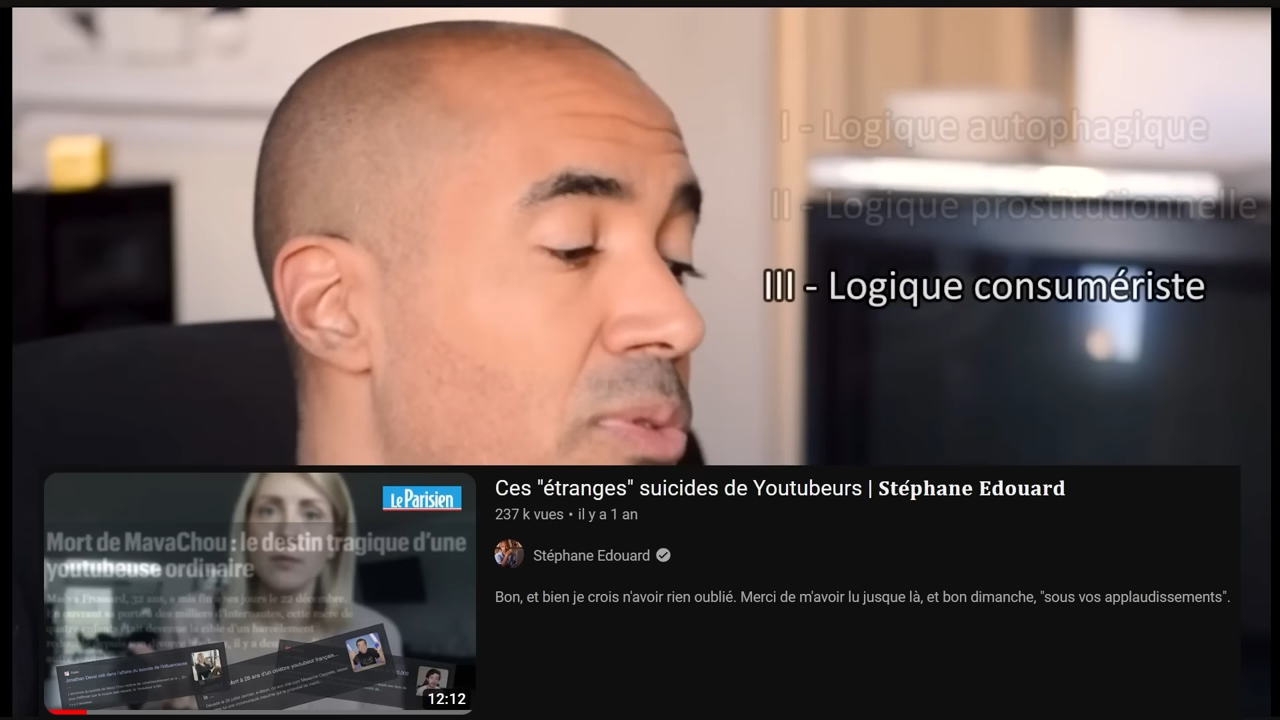 I - Logique autophagique
II - Logique prostitutionnelle
III - Logique consumériste
Ces "étranges" suicides de Youtubeurs | Stéphane Edouard
237 k vues • il y a 1 an
Stéphane Edouard
Bon, et bien je crois n'avoir rien oublié. Merci de m'avoir lu jusque là, et bon dimanche, "sous vos applaudissements".
Le Parisien
Mort de MavaChou : le destin tragique d'une
youtubeuse ordinaire
12:12